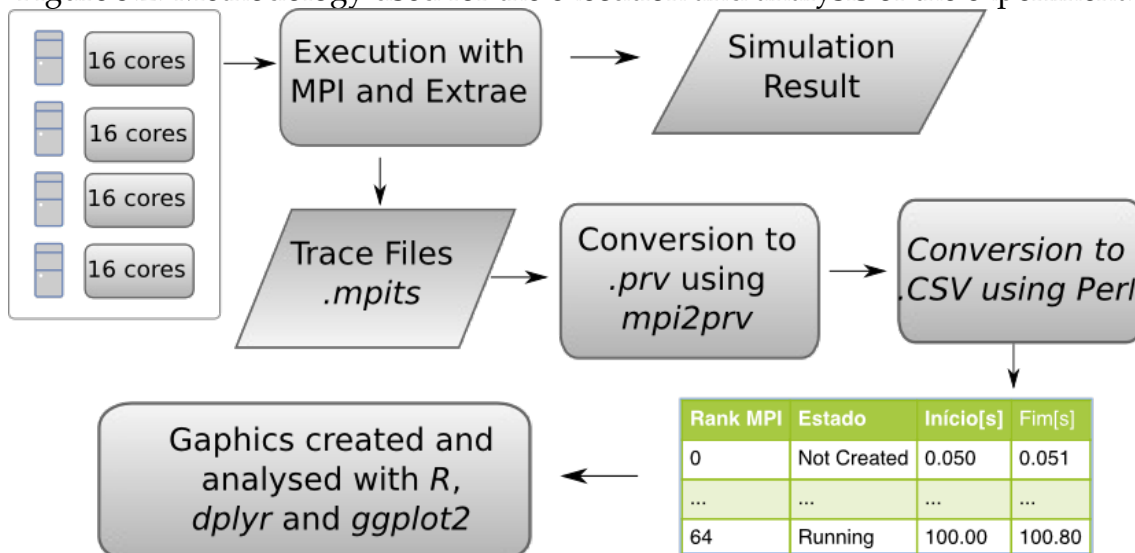 16 cores
16 cores
16 cores
16 cores
Execution with
MPI and Extrae
Simulation
Result
Trace Files
.mpits
Conversion to
.prv using
mpi2prv
Conversion to
.CSV using Perl
Rank MPI Estado Início[s] Fim[s]
0 Not Created 0.050 0.051
... ... ... ...
64 Running 100.00 100.80
Gaphics created and
analysed with R,
dplyr and ggplot2